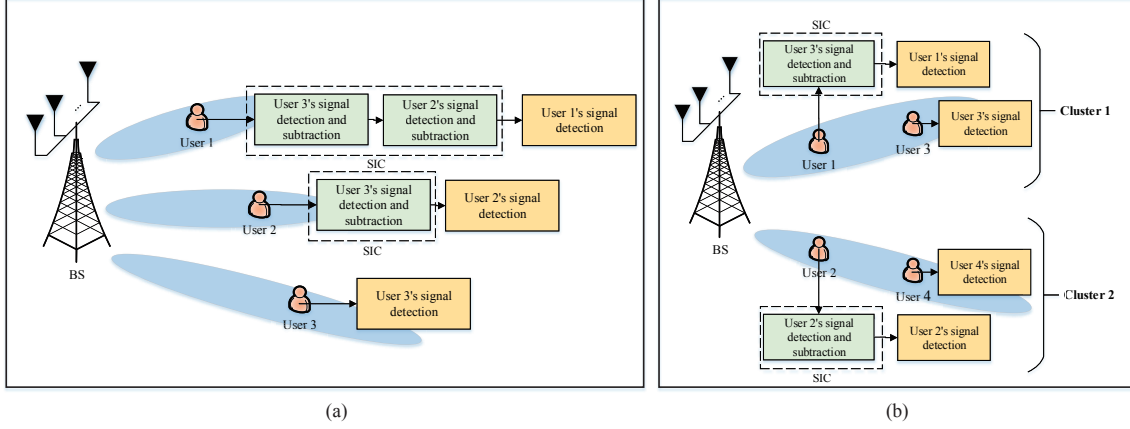 User 3's signal
detection and
subtraction
User 2's signal
detection and
subtraction
User 1's signal
detection
User 1
SIC
User 3's signal
detection and
subtraction
User 2's signal
detection
User 2
SIC
BS
User 3's signal
detection
User 3
(a)
SIC
User 3's signal
detection and
subtraction
User 1's signal
detection
User 3's signal
detection
Cluster 1
User 1
User 3
BS
User 2
User 4's signal
detection
User 4
Cluster 2
User 2's signal
detection and
subtraction
User 2's signal
detection
SIC
(b)